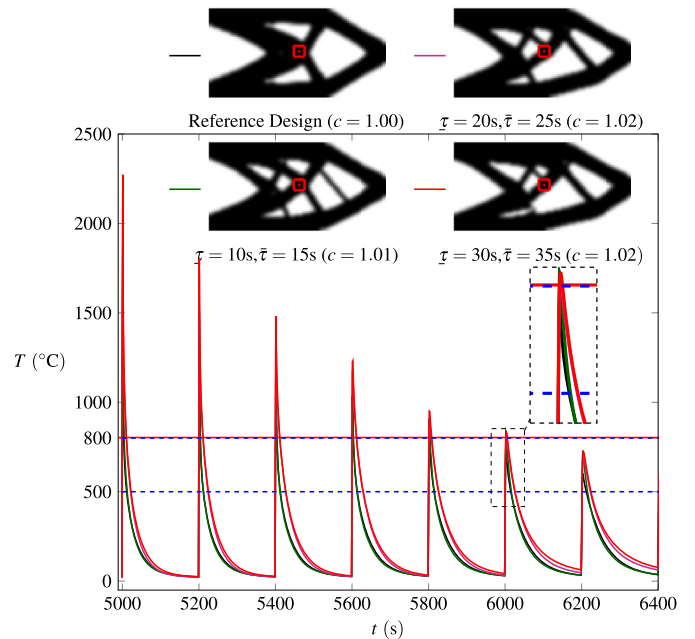 Reference Design (c = 1.00)
τ̲ = 20s, τ̄ = 25s (c = 1.02)
τ̲ = 10s, τ̄ = 15s (c = 1.01)
τ̲ = 30s, τ̄ = 35s (c = 1.02)
2500
2000
1500
1000
800
500
0
T (°C)
5000 5200 5400 5600 5800 6000 6200 6400
t (s)